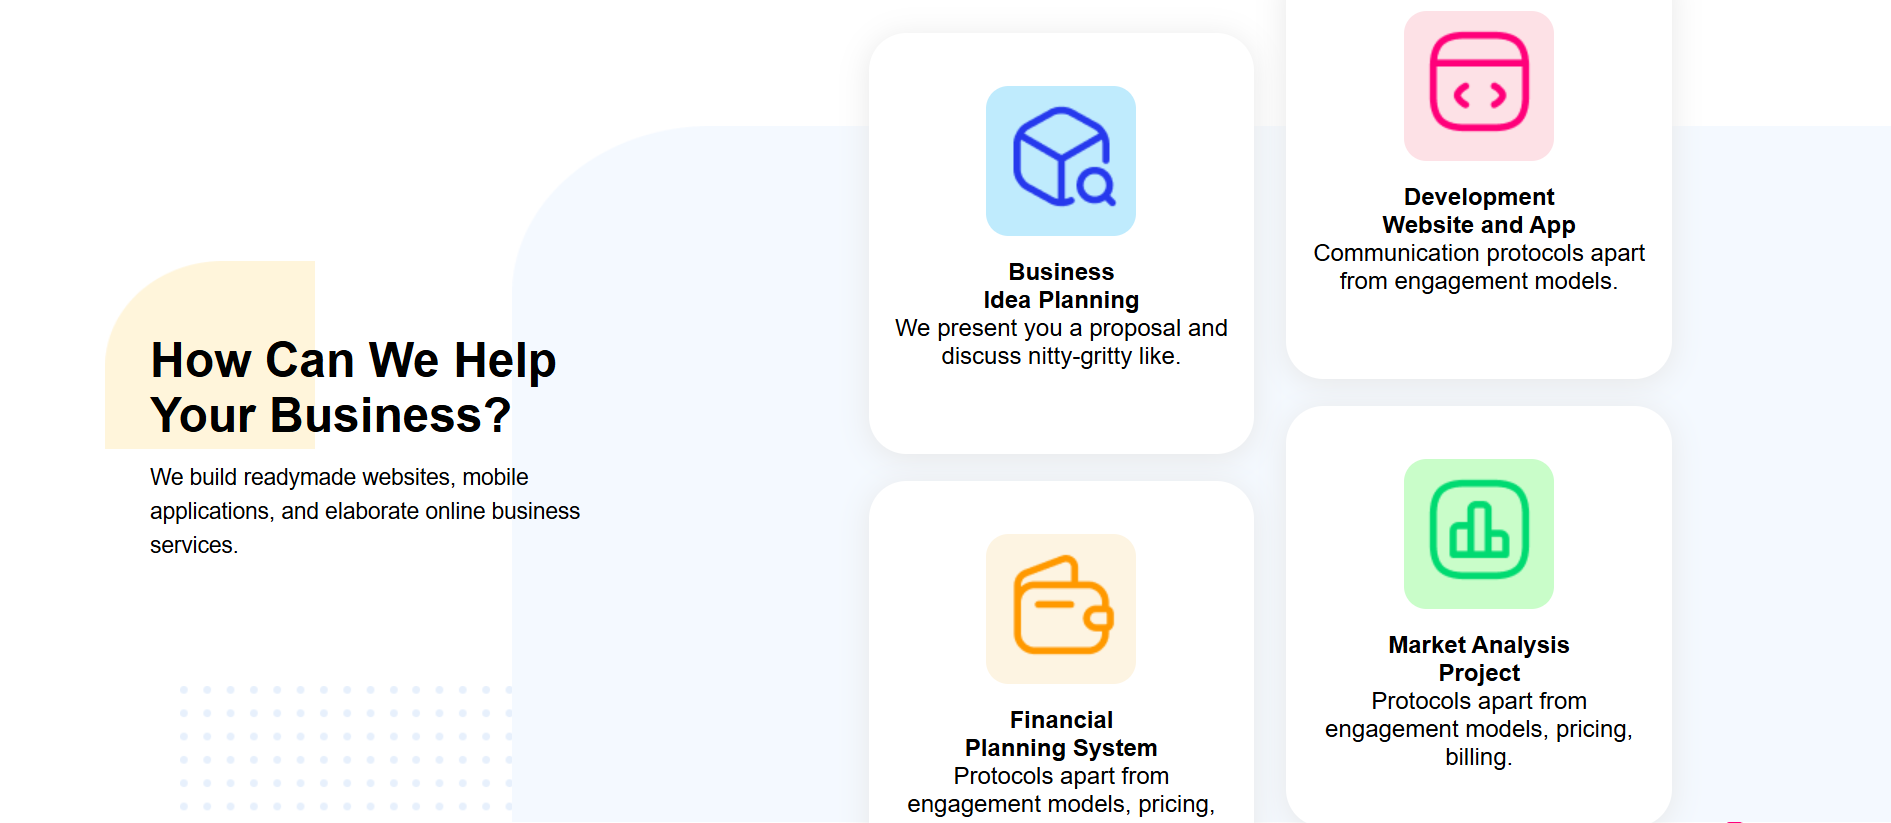 How Can We Help
Your Business?
We build readymade websites, mobile
applications, and elaborate online business
services.
Business
Idea Planning
We present you a proposal and
discuss nitty-gritty like.
Financial
Planning System
Protocols apart from
engagement models, pricing,
Development
Website and App
Communication protocols apart
from engagement models.
Market Analysis
Project
Protocols apart from
engagement models, pricing,
billing.